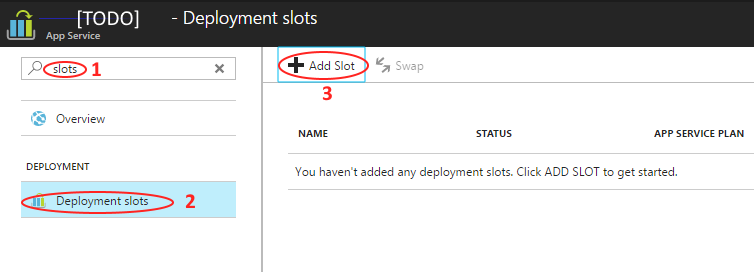 [TODO] - Deployment slots
App Service
slots 1
Add Slot Swap
3
Overview
NAME STATUS APP SERVICE PLAN
DEPLOYMENT
You haven't added any deployment slots. Click ADD SLOT to get started.
Deployment slots 2